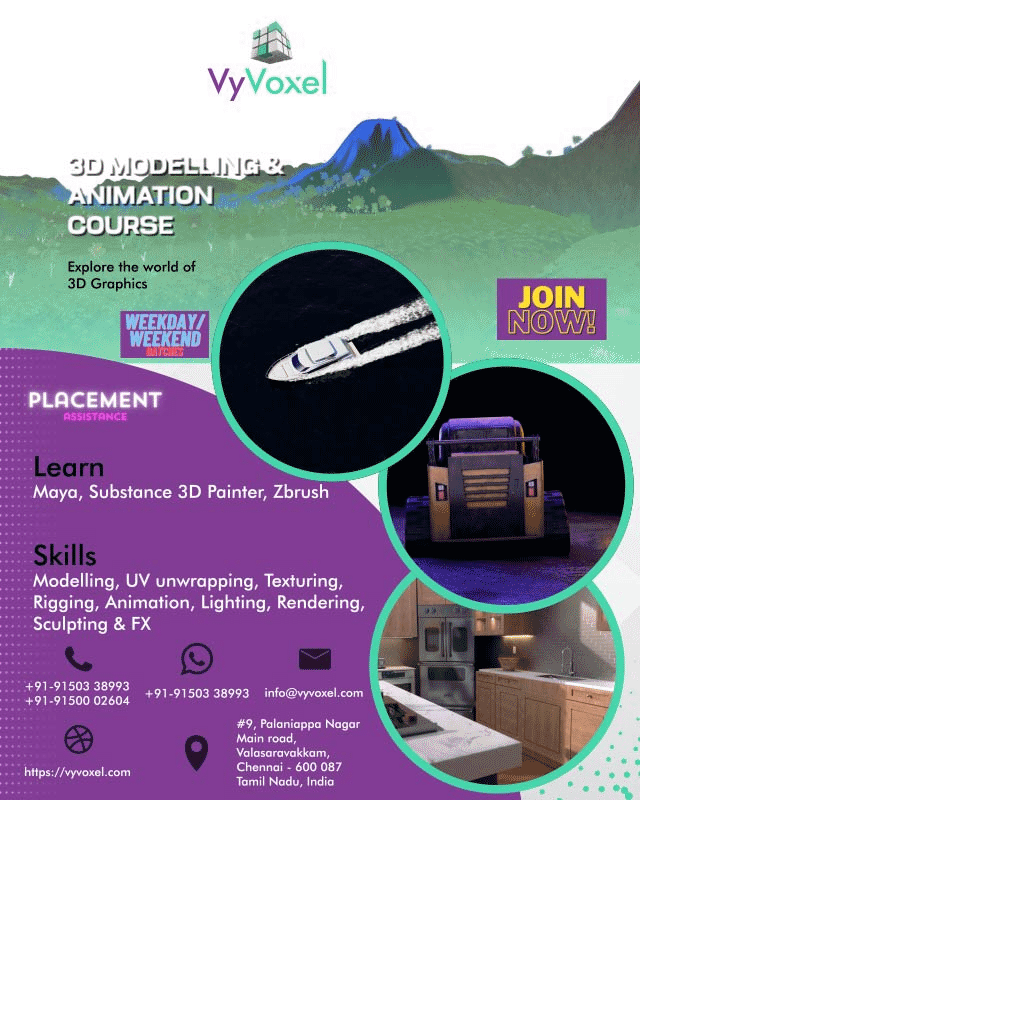 VyVoxel
3D MODELLING &
ANIMATION
COURSE
Explore the world of
3D Graphics
JOIN
NOW!
WEEKDAY/
WEEKEND
BATCHES
PLACEMENT
ASSISTANCE
Learn
Maya, Substance 3D Painter, Zbrush
Skills
Modelling, UV unwrapping, Texturing,
Rigging, Animation, Lighting, Rendering,
Sculpting & FX
+91-91503 38993
+91-91500 02604
+91-91503 38993
info@vyvoxel.com
https://vyvoxel.com
#9, Palaniappa Nagar
Main road,
Valasaravakkam,
Chennai - 600 087
Tamil Nadu, India